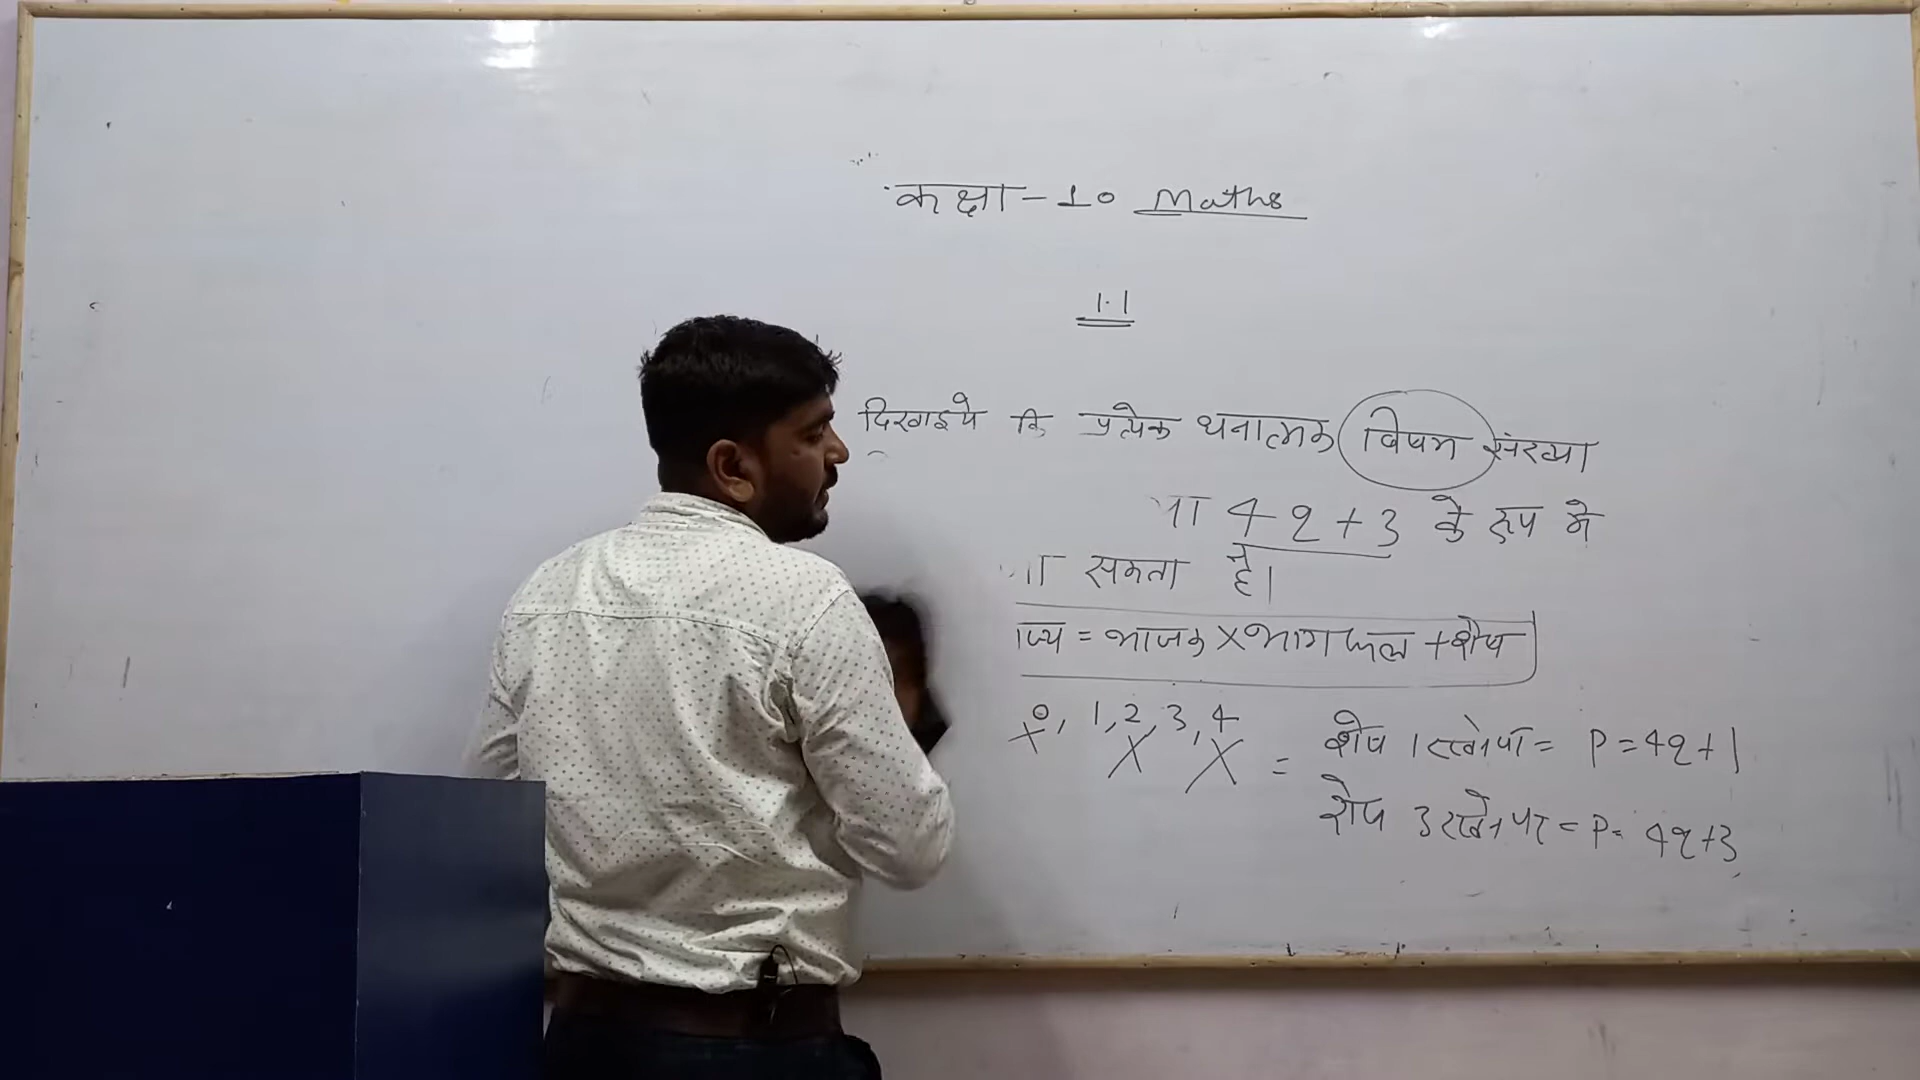 कक्षा - 10 Maths
1.1
दिखाइये कि प्रत्येक धनात्मक विषम संख्या
या 4q + 3 के रूप मे
सकता है।
ज्य = भाजक × भागफल + शेष
0, 1, 2, 3, 4 = शेष 1 रखने पर = P = 4q + 1
शेष 3 रखने पर = P = 4q + 3